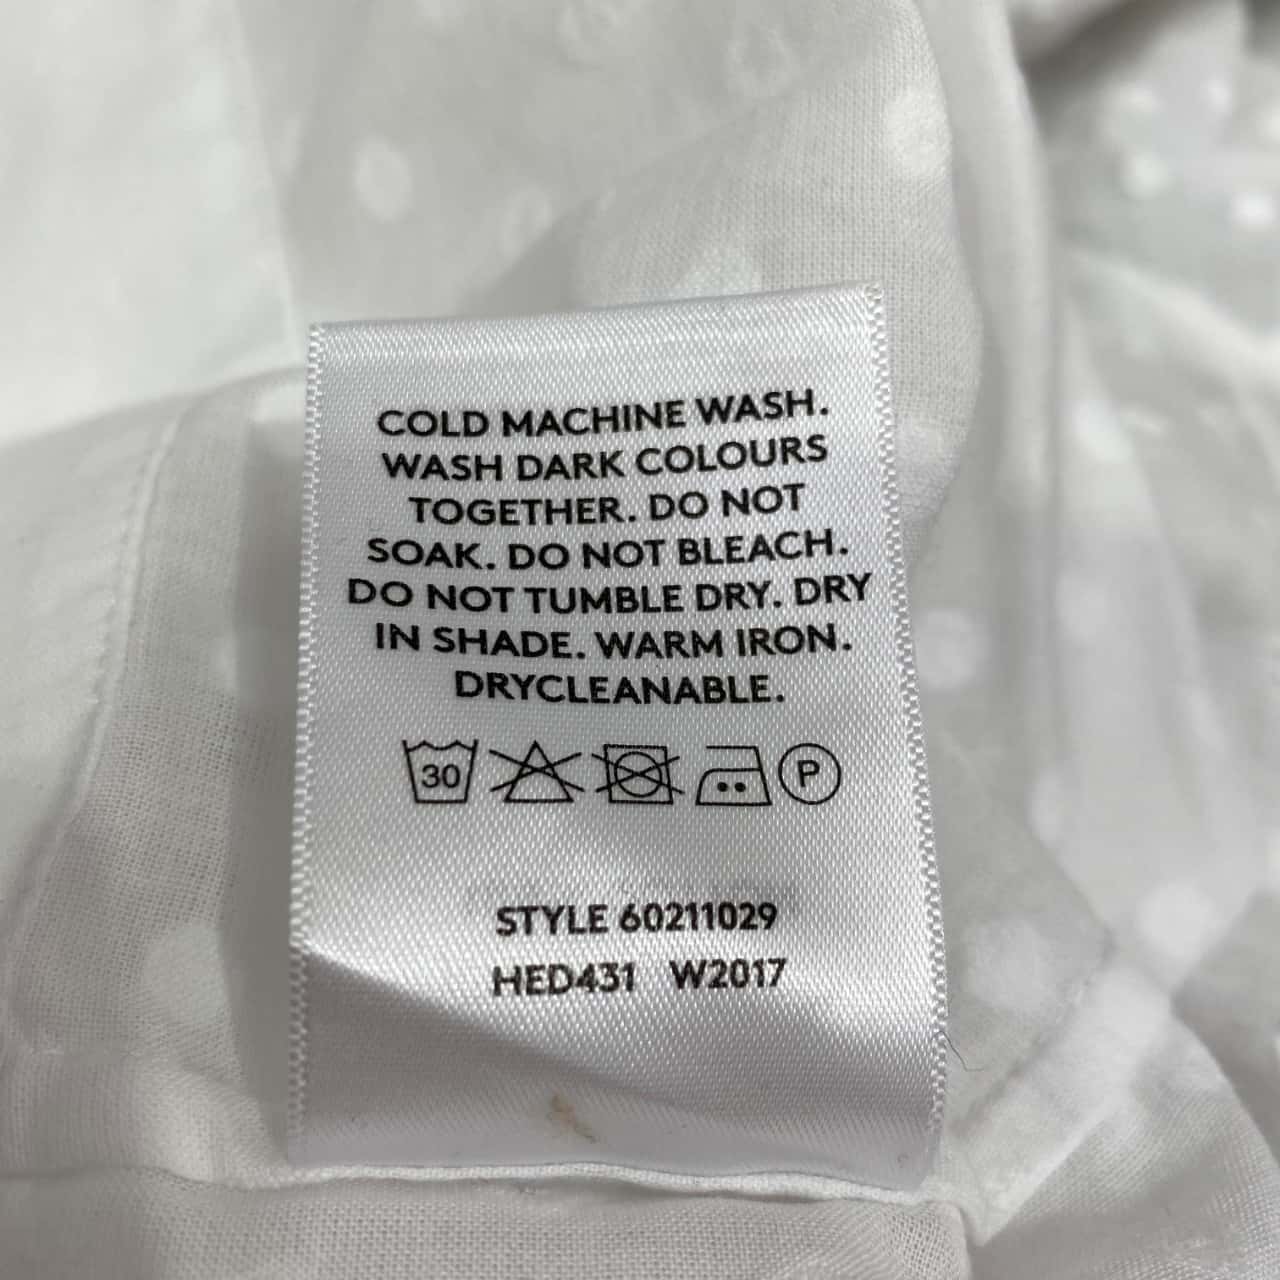 COLD MACHINE WASH.
WASH DARK COLOURS
TOGETHER. DO NOT
SOAK. DO NOT BLEACH.
DO NOT TUMBLE DRY. DRY
IN SHADE. WARM IRON.
DRYCLEANABLE.
30 P
STYLE 60211029
HED431 W2017